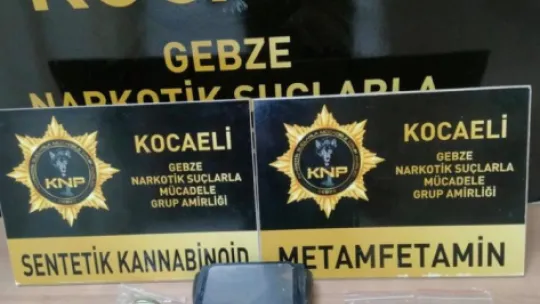 KOCAELİ
GEBZE
NARKOTİK SUÇLARLA
KOCAELİ
GEBZE
NARKOTİK SUÇLARLA
MÜCADELE
GRUP AMİRLİĞİ
KNP
SENTETİK KANNABİNOİD
KOCAELİ
GEBZE
NARKOTİK SUÇLARLA
MÜCADELE
GRUP AMİRLİĞİ
KNP
METAMFETAMİN